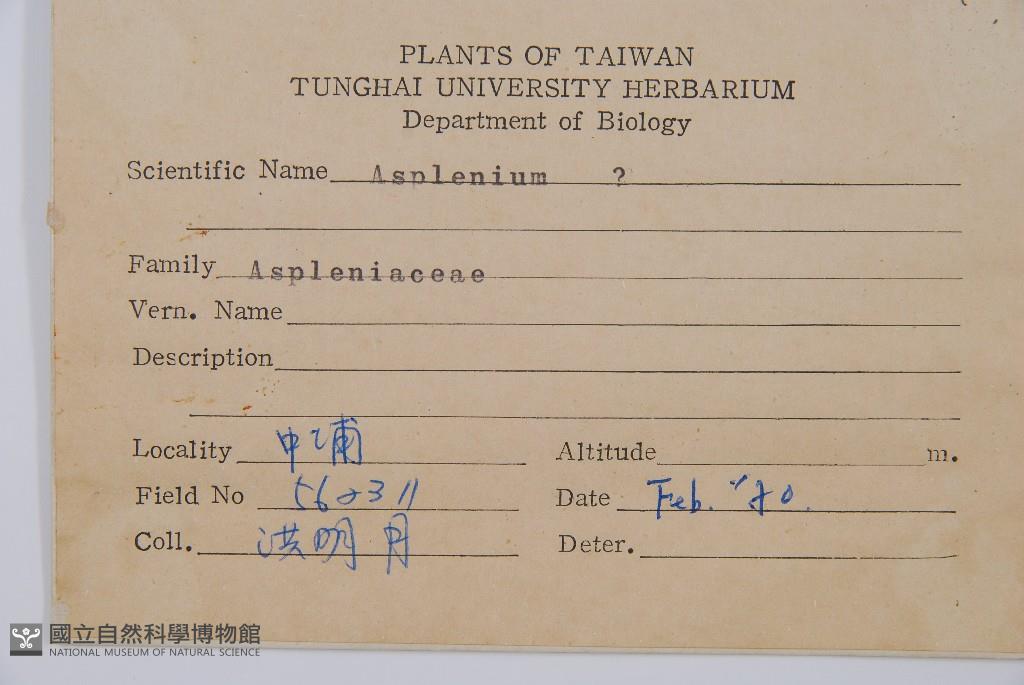 PLANTS OF TAIWAN
TUNGHAI UNIVERSITY HERBARIUM
Department of Biology
Scientific Name Asplenium ?
Family Aspleniaceae
Vern. Name
Description
Locality 中埔 Altitude m.
Field No 562311 Date Feb. '70.
Coll. 洪明月 Deter.
國立自然科學博物館
NATIONAL MUSEUM OF NATURAL SCIENCE